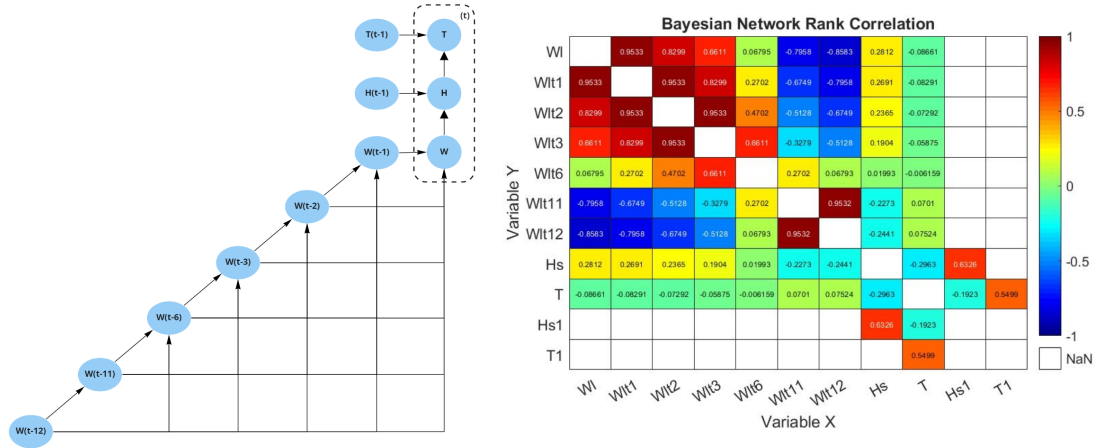 (t)
T(t-1) T
H(t-1) H
W(t-1) W
W(t-2)
W(t-3)
W(t-6)
W(t-11)
W(t-12)
Bayesian Network Rank Correlation
Variable Y
Wl 0.9533 0.8299 0.6611 0.06795 -0.7958 -0.8583 0.2812 -0.08661
Wlt1 0.9533 0.9533 0.8299 0.2702 -0.6749 -0.7958 0.2691 -0.08291
Wlt2 0.8299 0.9533 0.9533 0.4702 -0.5128 -0.6749 0.2365 -0.07292
Wlt3 0.6611 0.8299 0.9533 0.6611 -0.3279 -0.5128 0.1904 -0.05875
Wlt6 0.06795 0.2702 0.4702 0.6611 0.2702 0.06793 0.01993 -0.006159
Wlt11 -0.7958 -0.6749 -0.5128 -0.3279 0.2702 0.9532 -0.2273 0.0701
Wlt12 -0.8583 -0.7958 -0.6749 -0.5128 0.06793 0.9532 -0.2441 0.07524
Hs 0.2812 0.2691 0.2365 0.1904 0.01993 -0.2273 -0.2441 -0.2963 0.6326
T -0.08661 -0.08291 -0.07292 -0.05875 -0.006159 0.0701 0.07524 -0.2963 -0.1923 0.5499
Hs1 0.6326 -0.1923
T1 0.5499
Wl Wlt1 Wlt2 Wlt3 Wlt6 Wlt11 Wlt12 Hs T Hs1 T1
Variable X
1
0.5
0
-0.5
-1
NaN